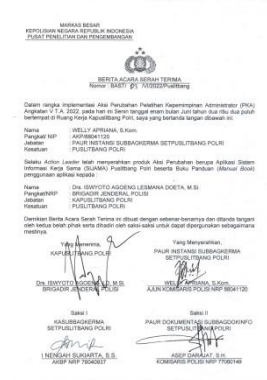 MARKAS BESAR
KEPOLISIAN NEGARA REPUBLIK INDONESIA
PUSAT PENELITIAN DAN PENGEMBANGAN
BERITA ACARA SERAH TERIMA
Nomor : BAST/ /VI/2022/Puslitbang
Dalam rangka Implementasi Aksi Perubahan Pelatihan Kepemimpinan Administrator (PKA)
Angkatan V T.A. 2022, pada hari ini Senin tanggal enam bulan Juni tahun dua ribu dua puluh
bertempat di Ruang Kerja Kapuslitbang Polri, saya yang bertanda tangan dibawah ini:
Nama : WELLY APRIANA, S.Kom.
Pangkat/ NIP : AKP/88041120
Jabatan : PAUR INSTANSI SUBBAGKERMA SETPUSLITBANG POLRI
Kesatuan : PUSLITBANG POLRI
Selaku Action Leader telah menyerahkan produk Aksi Perubahan berupa Aplikasi Sistem
Informasi Kerja Sama (SIJAMA) Puslitbang Polri beserta Buku Panduan (Manual Book)
penggunaan aplikasi kepada:
Nama : Drs. ISWYOTO AGOENG LESMANA DOETA, M.Si
Pangkat/NRP : BRIGADIR JENDERAL POLISI
Jabatan : KAPUSLITBANG POLRI
Kesatuan : PUSLITBANG POLRI
Demikian Berita Acara Serah Terima ini dibuat dengan sebenar-benarnya dan ditanda tangani
oleh kedua belah pihak serta dihadiri oleh saksi-saksi untuk dapat dipergunakan sebagaimana
mestinya.
Yang Menerima,
KAPUSLITBANG POLRI
Drs. ISWYOTO AGOENG
BRIGADIR JENDERAL POLISI
Yang Menyerahkan,
PAUR INSTANSI SUBBAGKERMA
SETPUSLITBANG POLRI
WELLY APRIANA, S.Kom
AJUN KOMISARIS POLISI NRP 88041120
Saksi I
KASUBBAGKERMA
SETPUSLITBANG POLRI
I NENGAH SUKIARTA, S.S.
AKBP NRP 76040937
Saksi II
PAUR DOKUMENTASI SUBBAGDOKINFO
SETPUSLITBANG POLRI
ASEP DARAJAT, S.H.
KOMISARIS POLISI NRP 77080149